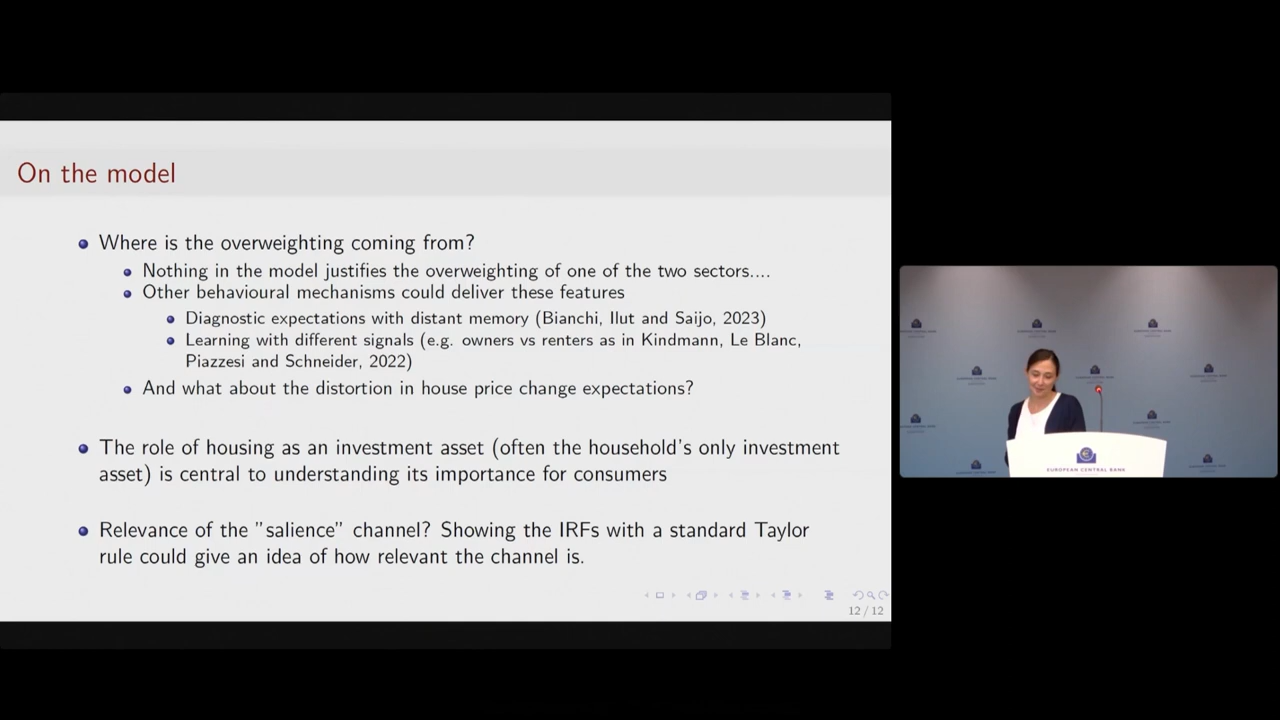 On the model
Where is the overweighting coming from?
Nothing in the model justifies the overweighting of one of the two sectors....
Other behavioural mechanisms could deliver these features
Diagnostic expectations with distant memory (Bianchi, Ilut and Saijo, 2023)
Learning with different signals (e.g. owners vs renters as in Kindmann, Le Blanc,
Piazzesi and Schneider, 2022)
And what about the distortion in house price change expectations?
The role of housing as an investment asset (often the household's only investment
asset) is central to understanding its importance for consumers
Relevance of the "salience" channel? Showing the IRFs with a standard Taylor
rule could give an idea of how relevant the channel is.
12 / 12
EUROPEAN CENTRAL BANK